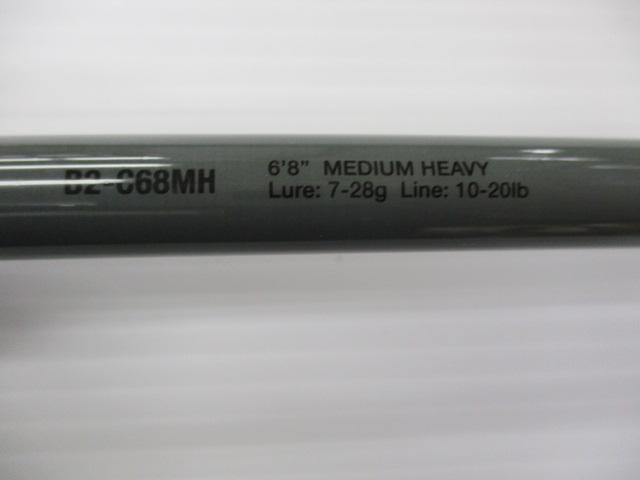 B2-C68MH
6'8" MEDIUM HEAVY
Lure: 7-28g Line: 10-20lb